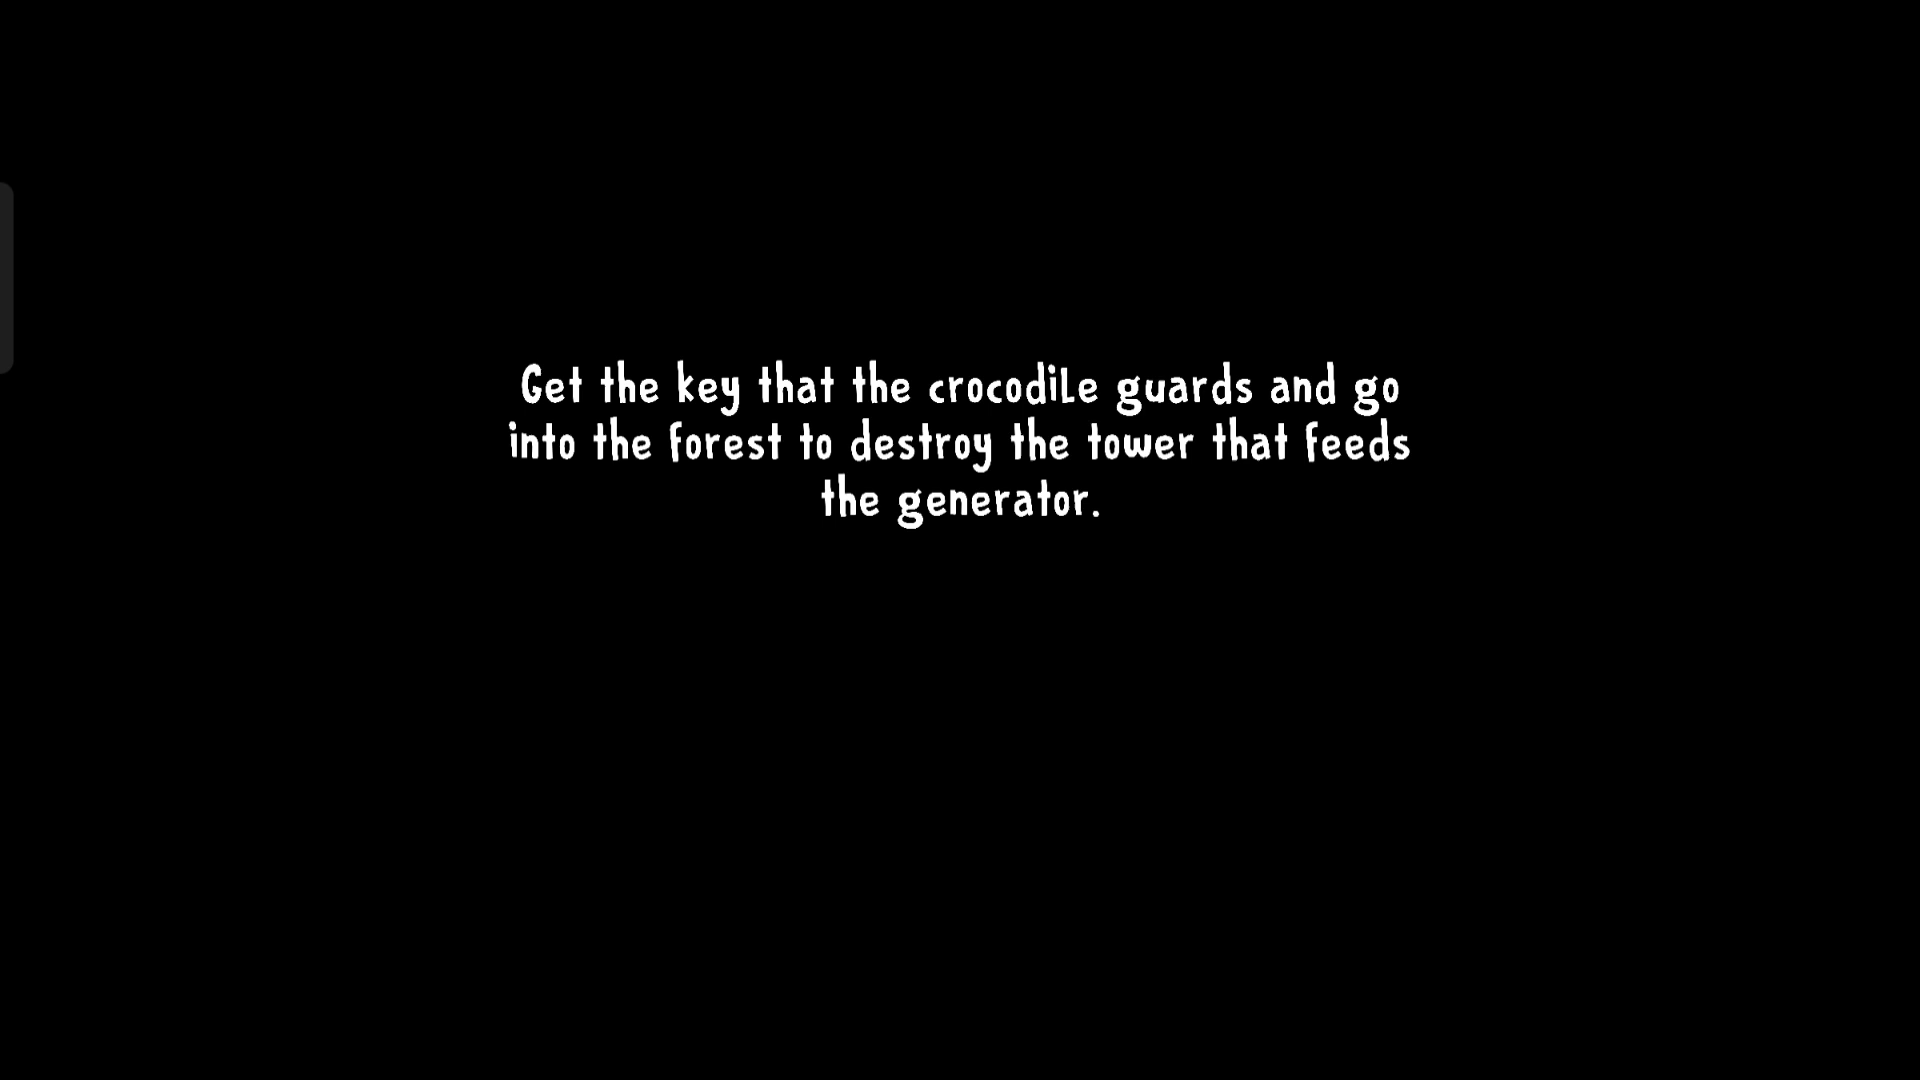 Get the key that the crocodile guards and go
into the forest to destroy the tower that feeds
the generator.